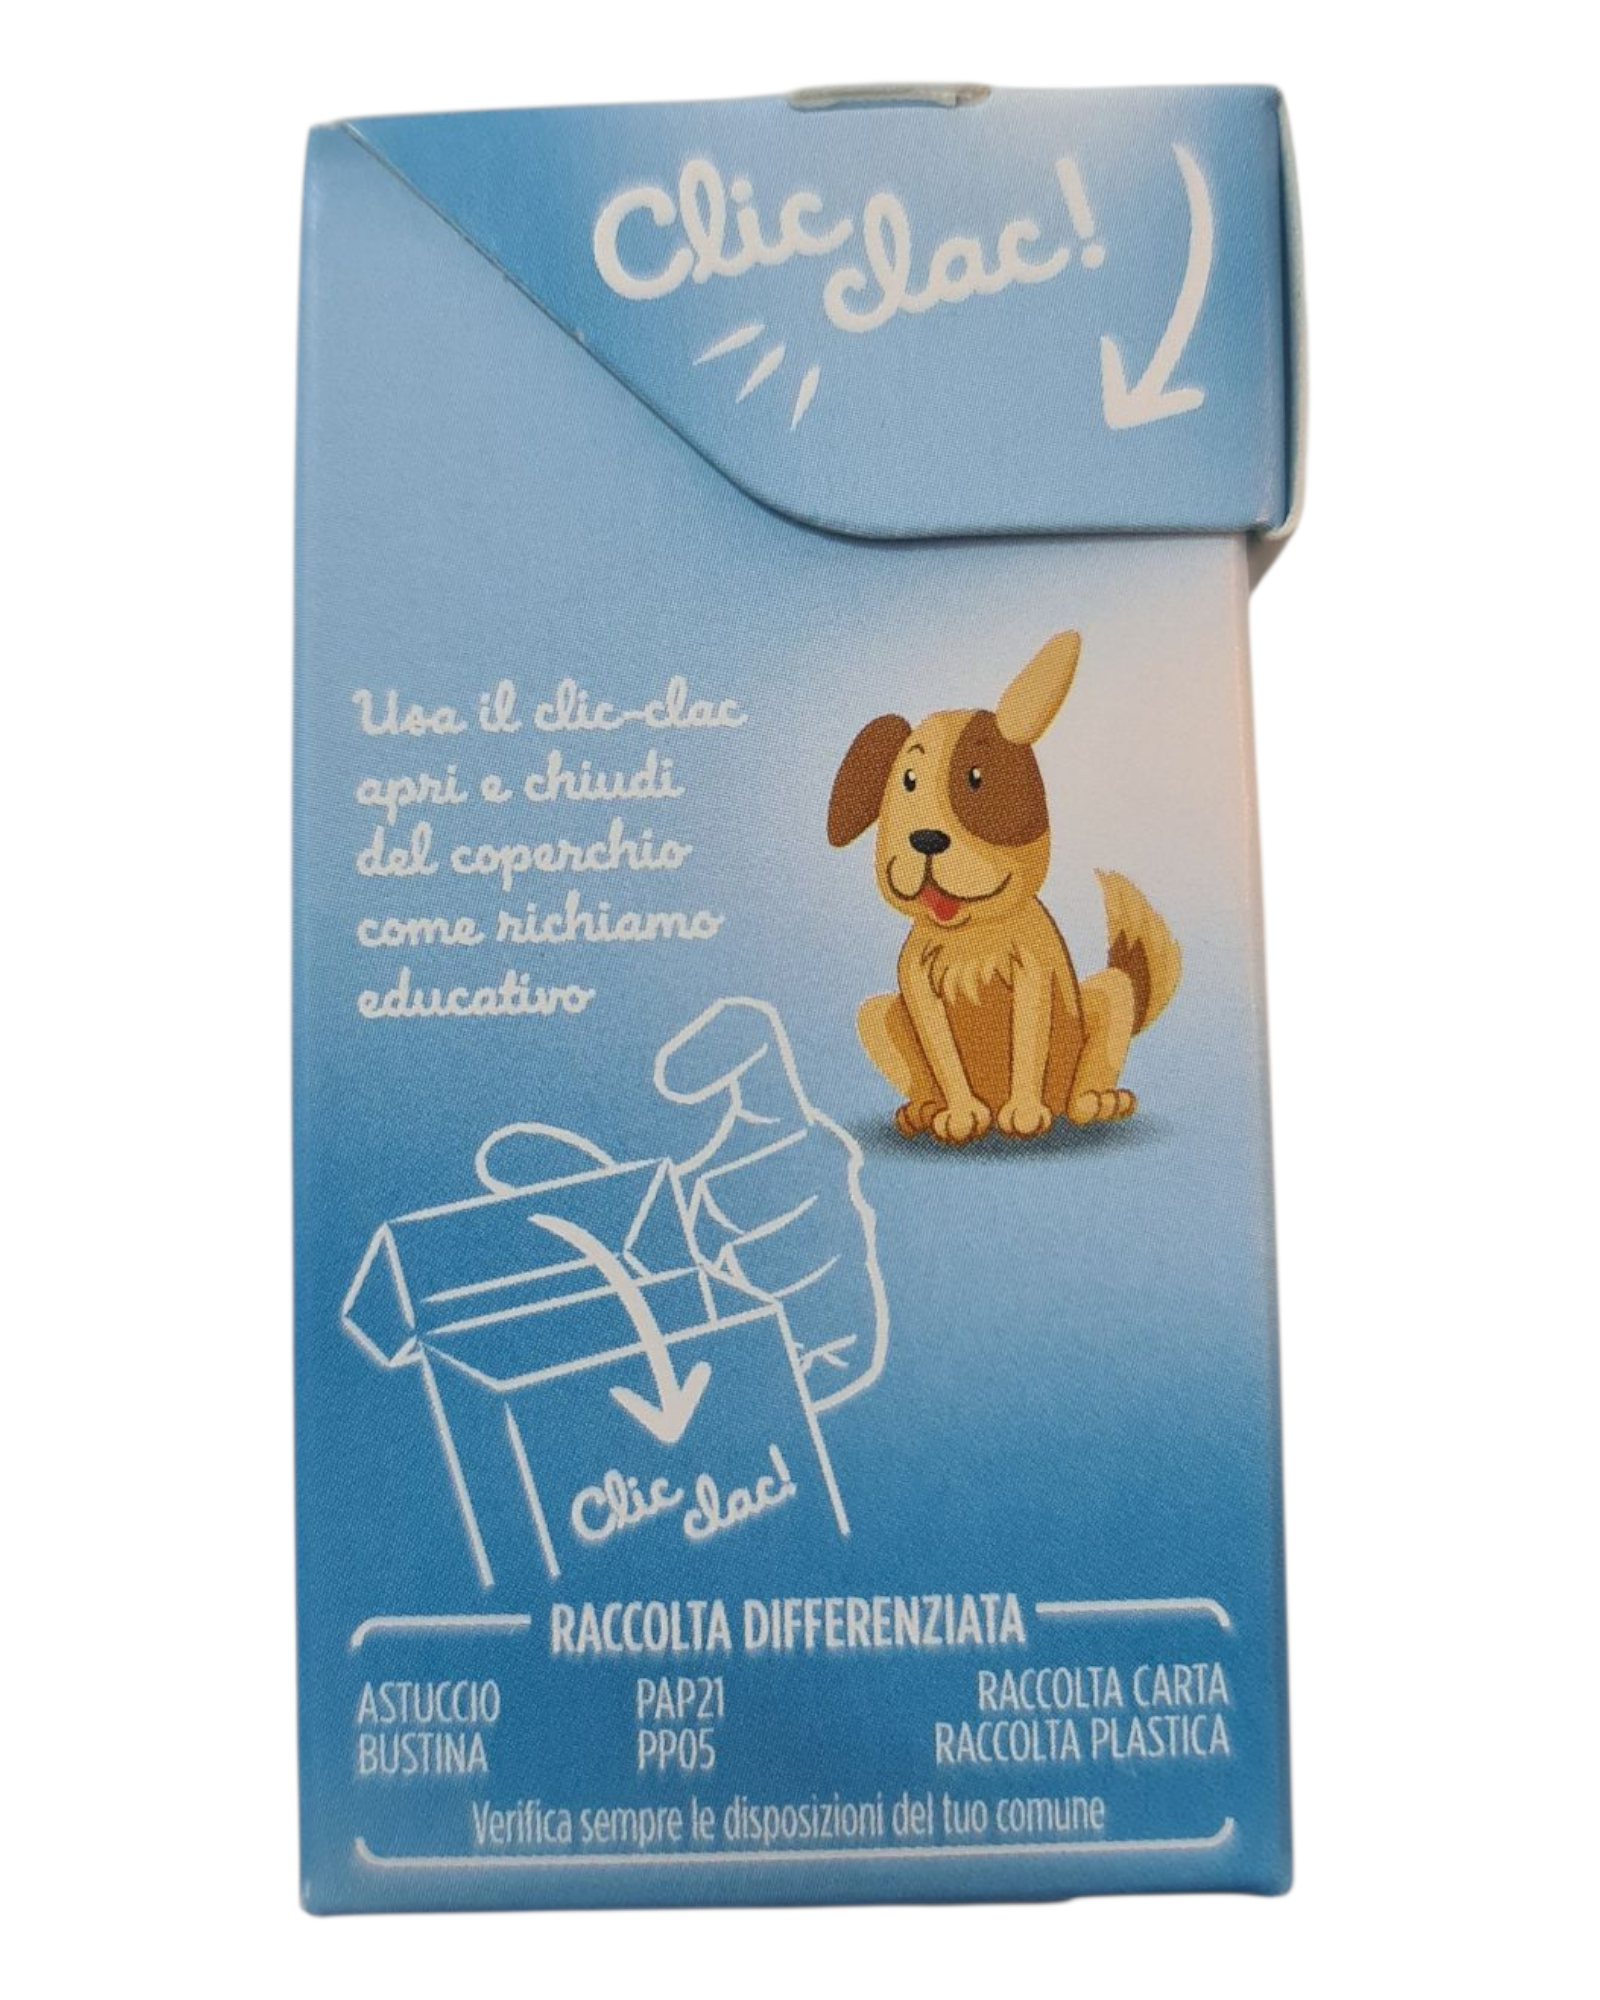 Clic clac!
Usa il clic-clac
apri e chiudi
del coperchio
come richiamo
educativo
Clic clac!
RACCOLTA DIFFERENZIATA
ASTUCCIO PAP21 RACCOLTA CARTA
BUSTINA PP05 RACCOLTA PLASTICA
Verifica sempre le disposizioni del tuo comune